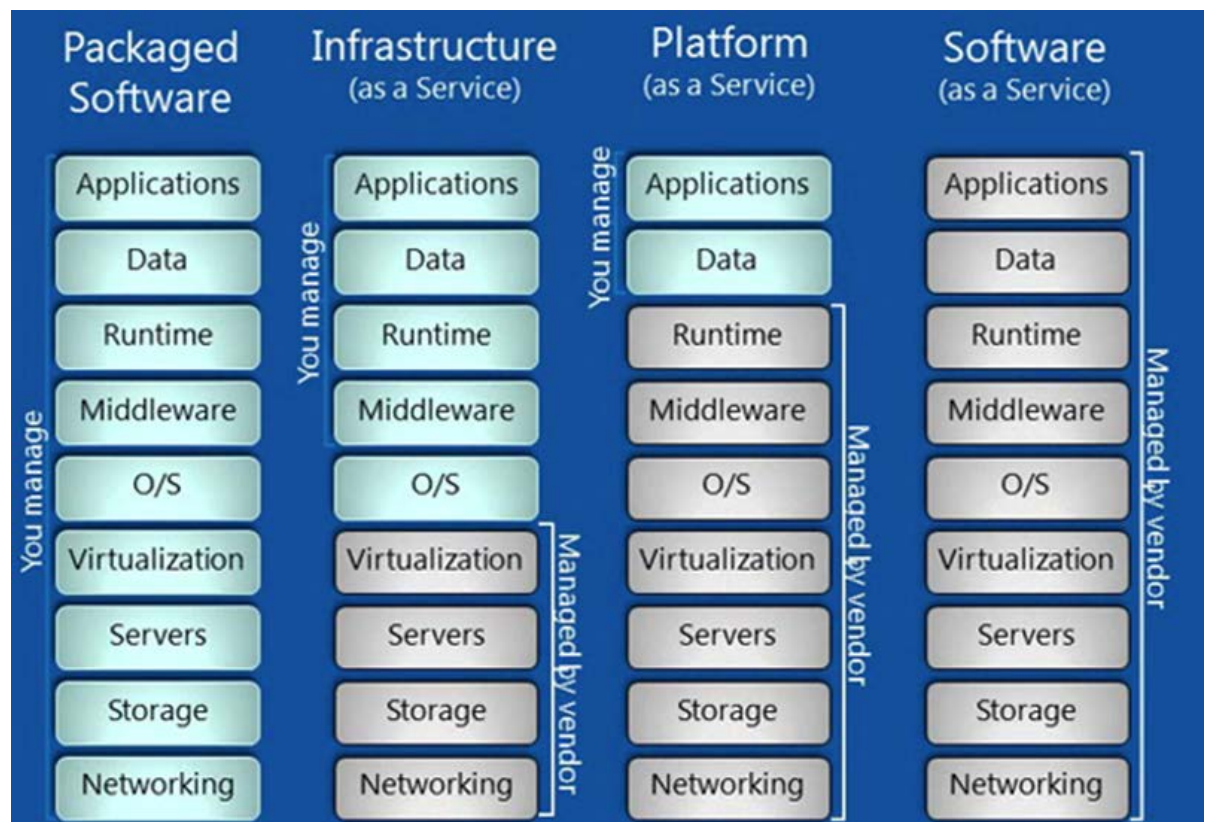 Packaged
Software
Infrastructure
(as a Service)
Platform
(as a Service)
Software
(as a Service)
You manage
Applications
Data
Runtime
Middleware
O/S
Virtualization
Servers
Storage
Networking
You manage
Applications
Data
Runtime
Middleware
O/S
Virtualization
Servers
Storage
Networking
Managed by vendor
You manage
Applications
Data
Runtime
Middleware
O/S
Virtualization
Servers
Storage
Networking
Managed by vendor
Applications
Data
Runtime
Middleware
O/S
Virtualization
Servers
Storage
Networking
Managed by vendor